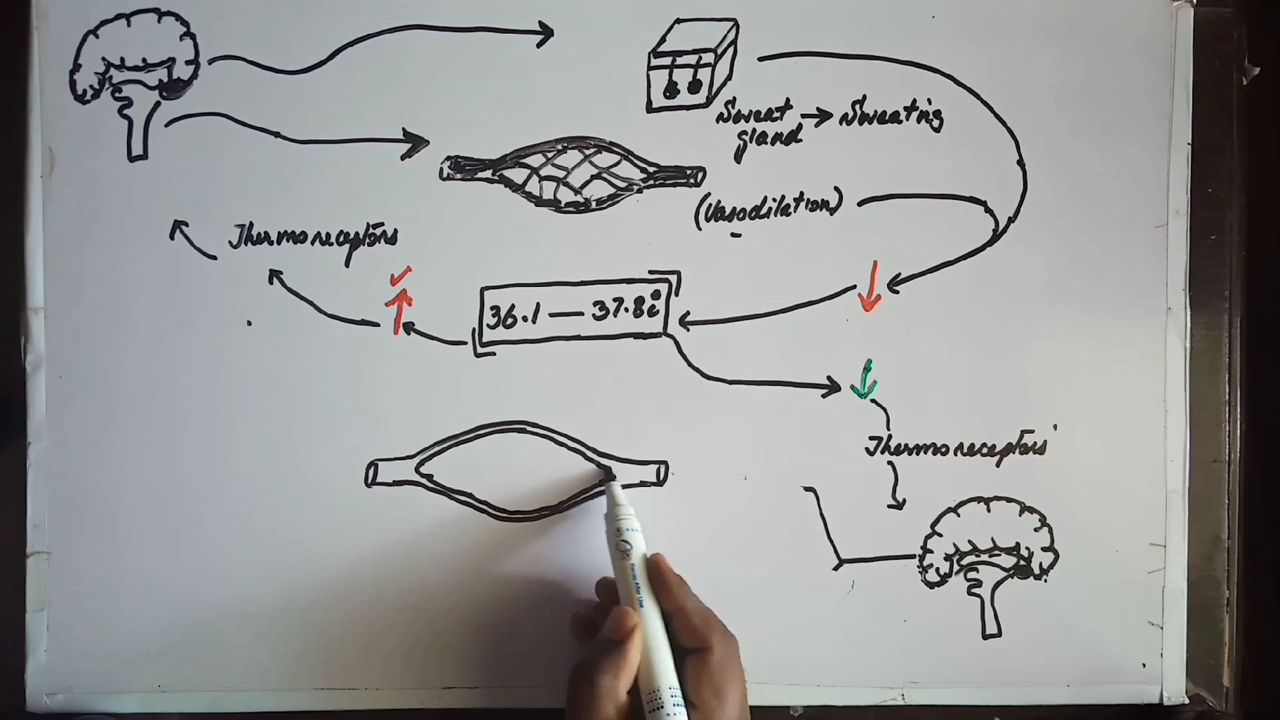 Sweat → Sweating
gland
(Vasodilation)
Thermoreceptors
36.1 — 37.8°c
Thermoreceptors